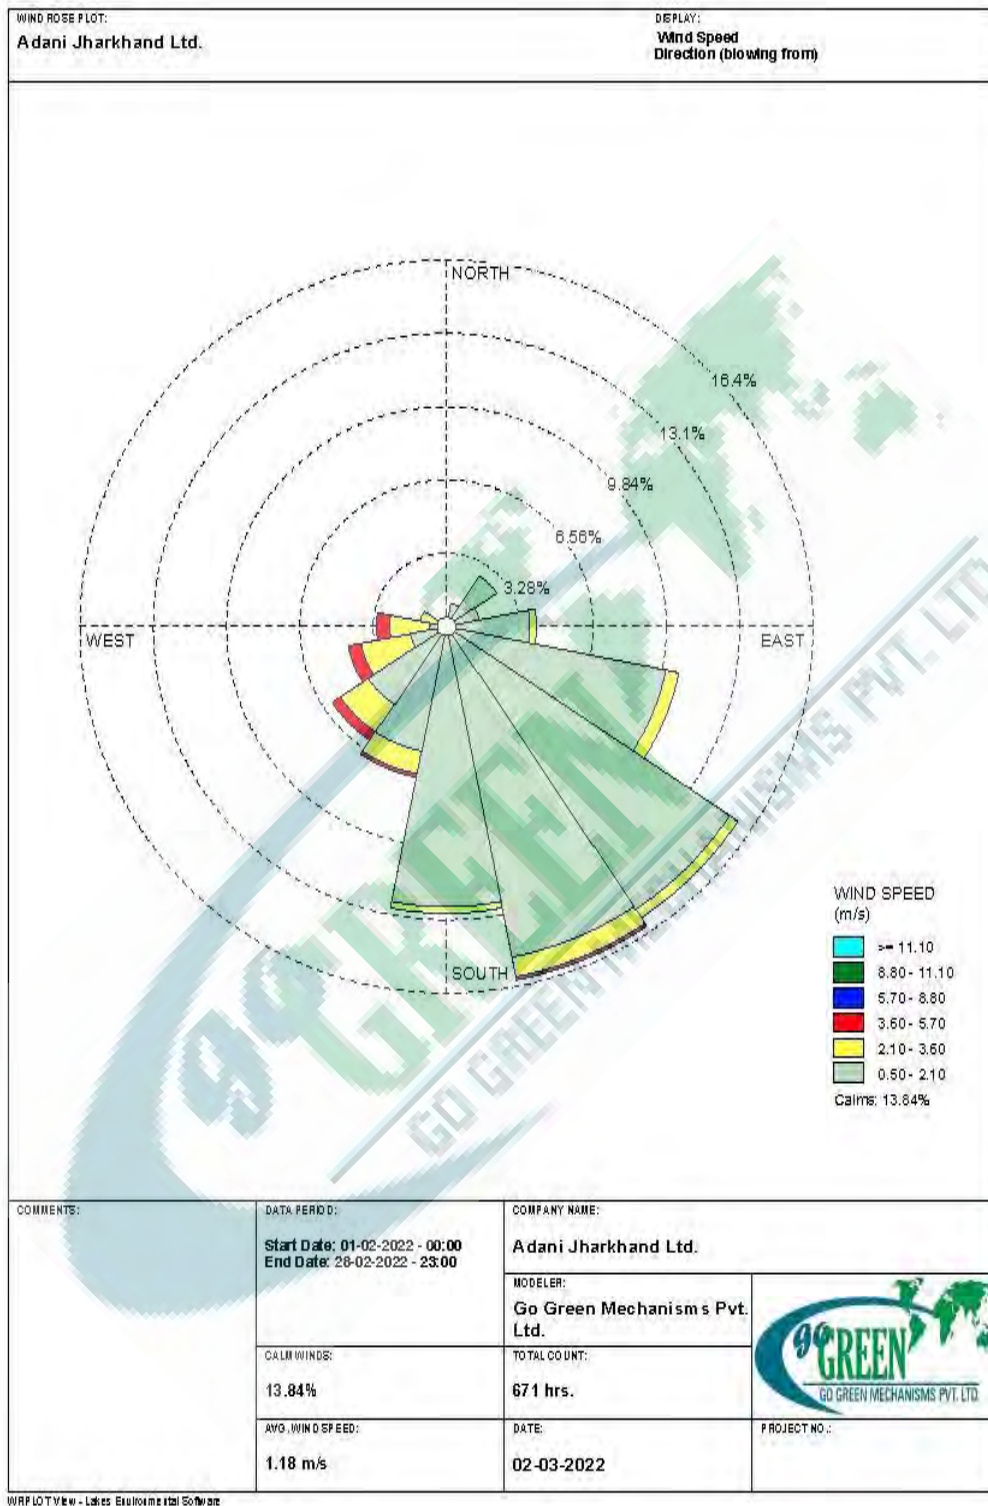 WIND ROSE PLOT:
Adani Jharkhand Ltd.
DISPLAY:
Wind Speed
Direction (blowing from)
NORTH
16.4%
13.1%
9.84%
6.56%
3.28%
WEST
EAST
SOUTH
WIND SPEED
(m/s)
>= 11.10
8.80 - 11.10
5.70 - 8.80
3.60 - 5.70
2.10 - 3.60
0.50 - 2.10
Calms: 13.84%
go GREEN
GO GREEN MECHANISMS PVT. LTD
COMMENTS:
DATA PERIOD:
Start Date: 01-02-2022 - 00:00
End Date: 28-02-2022 - 23:00
COMPANY NAME:
Adani Jharkhand Ltd.
MODELER:
Go Green Mechanisms Pvt.
Ltd.
CALM WINDS:
13.84%
TOTAL COUNT:
671 hrs.
go GREEN
GO GREEN MECHANISMS PVT. LTD
AVG. WIND SPEED:
1.18 m/s
DATE:
02-03-2022
PROJECT NO.:
WRPLOT View - Lakes Environmental Software